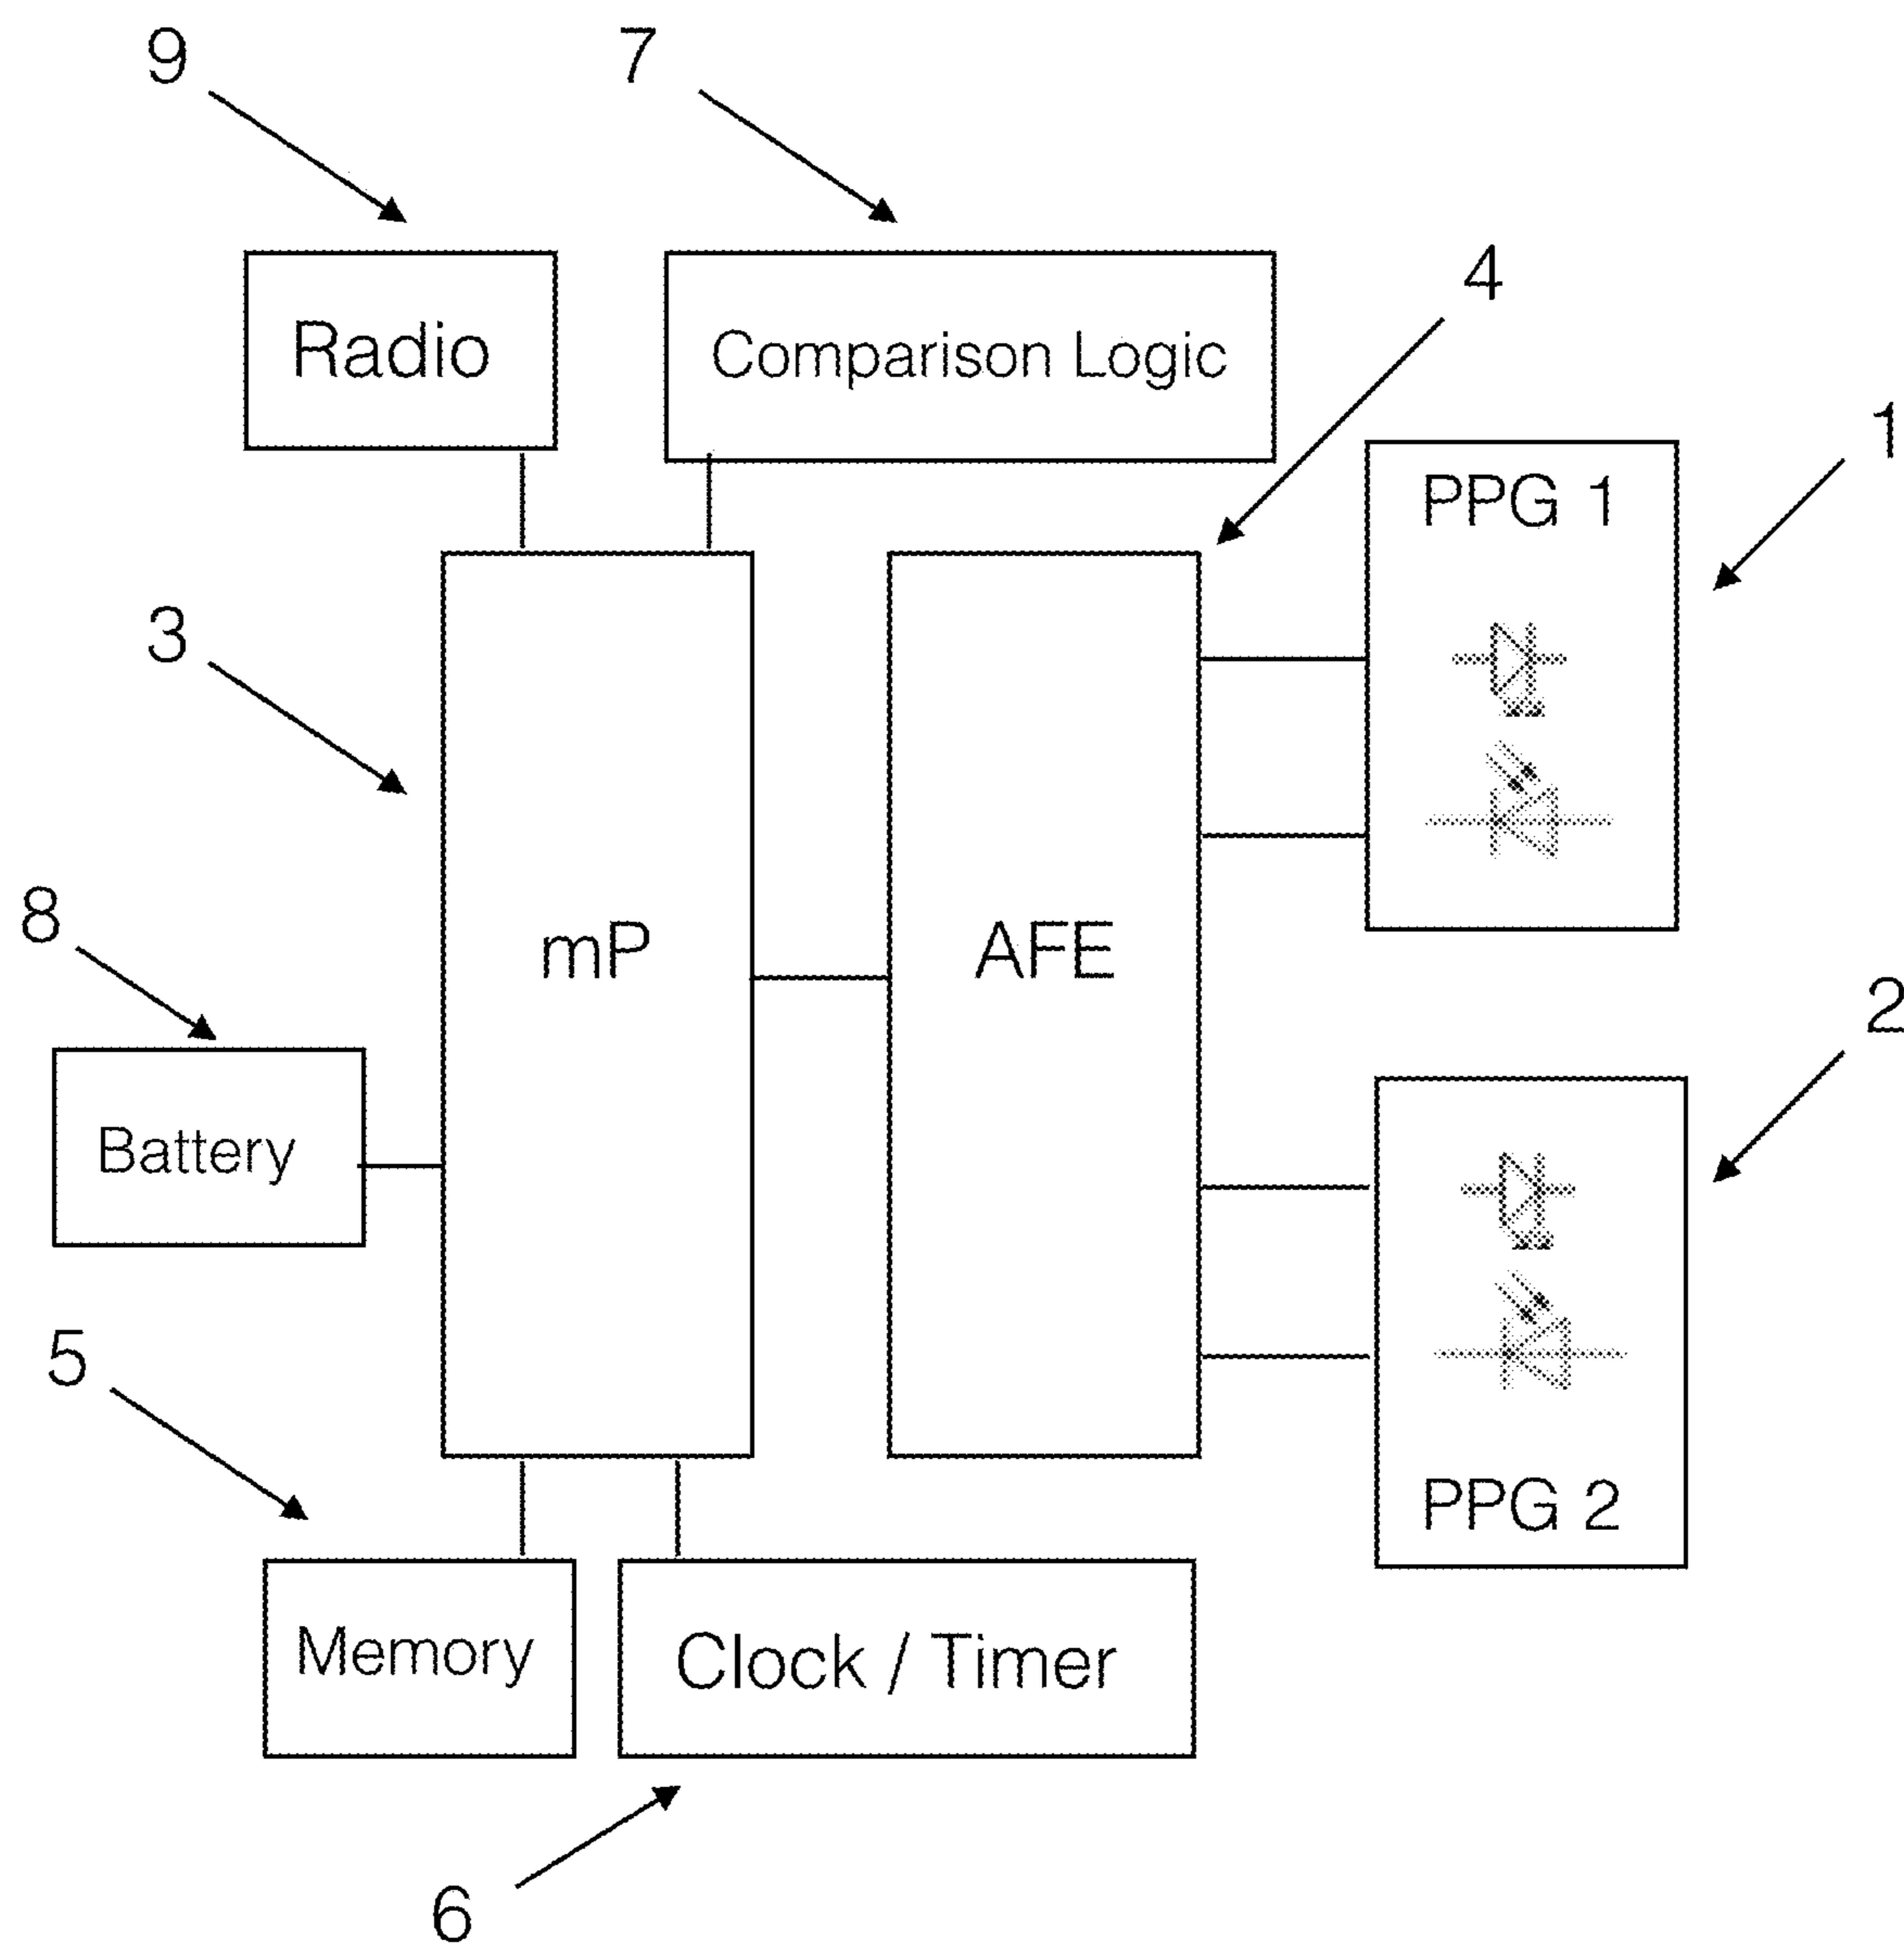 9
7
Radio
Comparison Logic
4
1
PPG 1
3
8
mP
AFE
2
Battery
5
PPG 2
Memory
Clock / Timer
6